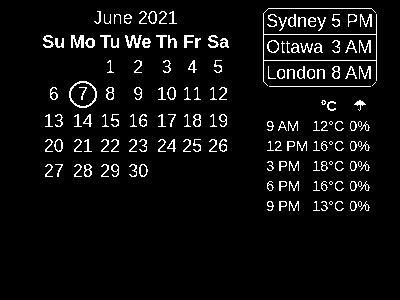 June 2021
Su Mo Tu We Th Fr Sa
1 2 3 4 5
6 7 8 9 10 11 12
13 14 15 16 17 18 19
20 21 22 23 24 25 26
27 28 29 30
Sydney 5 PM
Ottawa 3 AM
London 8 AM
°C ☂
9 AM 12°C 0%
12 PM 16°C 0%
3 PM 18°C 0%
6 PM 16°C 0%
9 PM 13°C 0%